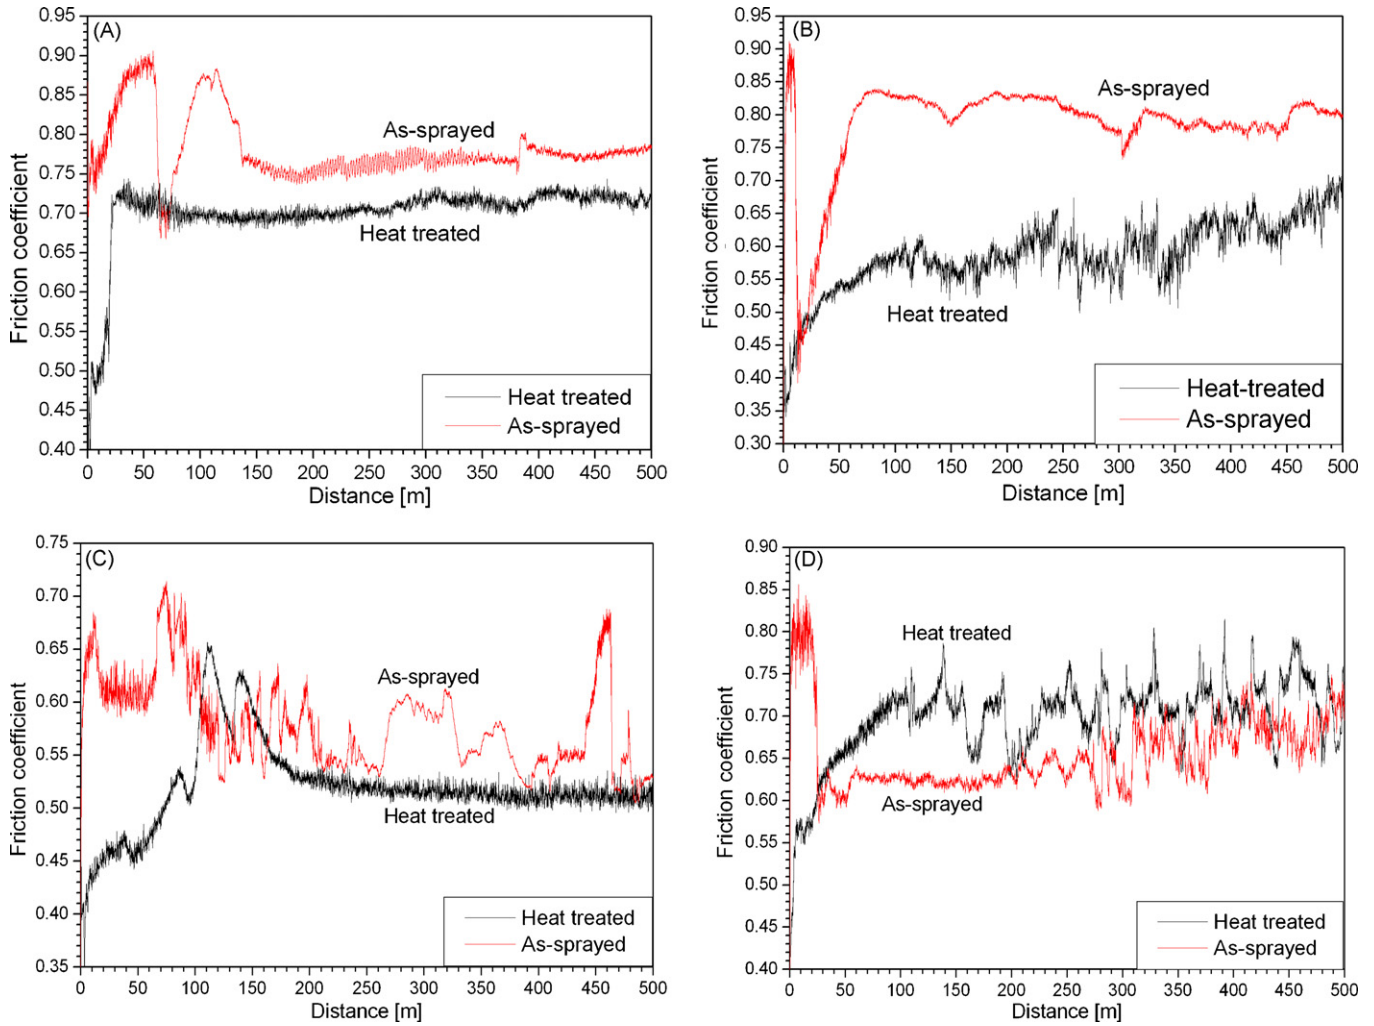 (A)
0.95
0.90
0.85
0.80
0.75
0.70
0.65
0.60
0.55
0.50
0.45
0.40
Friction coefficient
As-sprayed
Heat treated
Heat treated
As-sprayed
0 50 100 150 200 250 300 350 400 450 500
Distance [m]
(B)
0.95
0.90
0.85
0.80
0.75
0.70
0.65
0.60
0.55
0.50
0.45
0.40
0.35
0.30
Friction coefficient
As-sprayed
Heat treated
Heat-treated
As-sprayed
0 50 100 150 200 250 300 350 400 450 500
Distance [m]
(C)
0.75
0.70
0.65
0.60
0.55
0.50
0.45
0.40
0.35
Friction coefficient
As-sprayed
Heat treated
Heat treated
As-sprayed
0 50 100 150 200 250 300 350 400 450 500
Distance [m]
(D)
0.90
0.85
0.80
0.75
0.70
0.65
0.60
0.55
0.50
0.45
0.40
Friction coefficient
Heat treated
As-sprayed
Heat treated
As-sprayed
0 50 100 150 200 250 300 350 400 450 500
Distance [m]